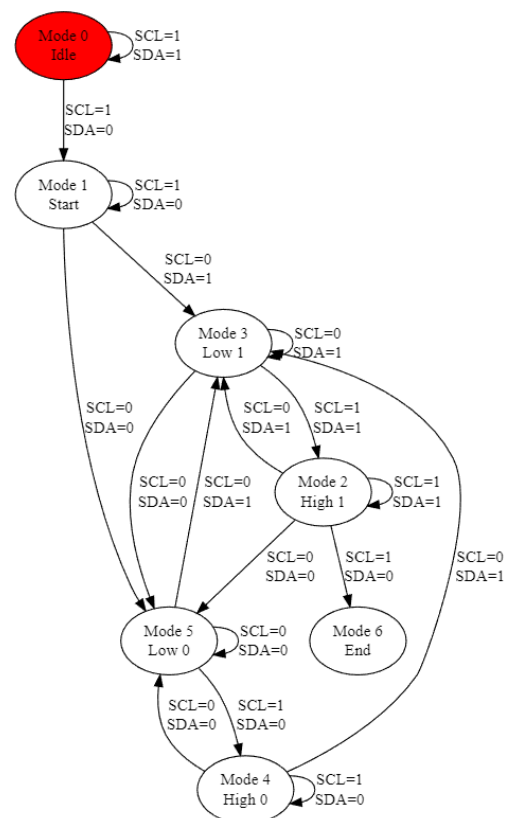 Mode 0
Idle
SCL=1
SDA=1
SCL=1
SDA=0
Mode 1
Start
SCL=1
SDA=0
SCL=0
SDA=1
Mode 3
Low 1
SCL=0
SDA=1
SCL=0
SDA=0
SCL=0
SDA=1
SCL=1
SDA=1
SCL=0
SDA=0
SCL=0
SDA=1
Mode 2
High 1
SCL=1
SDA=1
SCL=0
SDA=0
SCL=1
SDA=0
SCL=0
SDA=1
Mode 5
Low 0
SCL=0
SDA=0
Mode 6
End
SCL=0
SDA=0
SCL=1
SDA=0
Mode 4
High 0
SCL=1
SDA=0